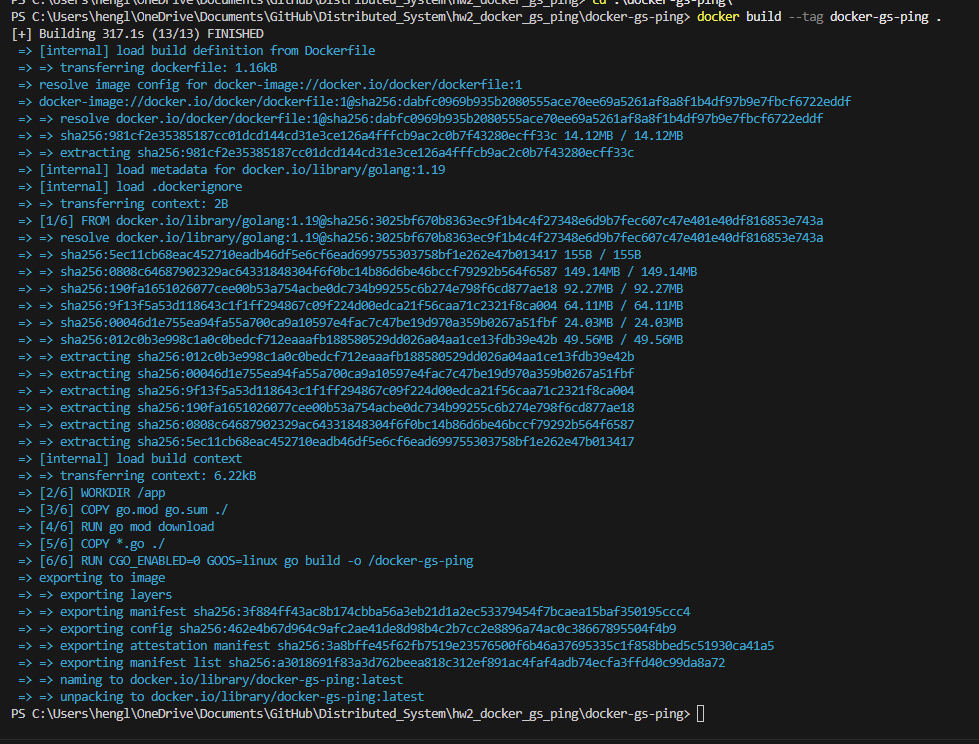 PS C:\Users\hengl\OneDrive\Documents\GitHub\Distributed_System\hw2_docker_gs_ping> cd .\docker-gs-ping\
PS C:\Users\hengl\OneDrive\Documents\GitHub\Distributed_System\hw2_docker_gs_ping\docker-gs-ping> docker build --tag docker-gs-ping .
[+] Building 317.1s (13/13) FINISHED
=> [internal] load build definition from Dockerfile
=> => transferring dockerfile: 1.16kB
=> resolve image config for docker-image://docker.io/docker/dockerfile:1
=> docker-image://docker.io/docker/dockerfile:1@sha256:dabfc0969b935b2080555ace70ee69a5261af8a8f1b4df97b9e7fbcf6722eddf
=> => resolve docker.io/docker/dockerfile:1@sha256:dabfc0969b935b2080555ace70ee69a5261af8a8f1b4df97b9e7fbcf6722eddf
=> => sha256:981cf2e35385187cc01dcd144cd31e3ce126a4fffcb9ac2c0b7f43280ecff33c 14.12MB / 14.12MB
=> => extracting sha256:981cf2e35385187cc01dcd144cd31e3ce126a4fffcb9ac2c0b7f43280ecff33c
=> [internal] load metadata for docker.io/library/golang:1.19
=> [internal] load .dockerignore
=> => transferring context: 2B
=> [1/6] FROM docker.io/library/golang:1.19@sha256:3025bf670b8363ec9f1b4c4f27348e6d9b7fec607c47e401e40df816853e743a
=> => resolve docker.io/library/golang:1.19@sha256:3025bf670b8363ec9f1b4c4f27348e6d9b7fec607c47e401e40df816853e743a
=> => sha256:5ec11cb68eac452710eadb46df5e6cf6ead699755303758bf1e262e47b013417 155B / 155B
=> => sha256:0808c64687902329ac64331848304f6f0bc14b86d6be46bccf79292b564f6587 149.14MB / 149.14MB
=> => sha256:190fa1651026077cee00b53a754acbe0dc734b99255c6b274e798f6cd877ae18 92.27MB / 92.27MB
=> => sha256:9f13f5a53d118643c1f1ff294867c09f224d00edca21f56caa71c2321f8ca004 64.11MB / 64.11MB
=> => sha256:00046d1e755ea94fa55a700ca9a10597e4fac7c47be19d970a359b0267a51fbf 24.03MB / 24.03MB
=> => sha256:012c0b3e998c1a0c0bedcf712eaaafb188580529dd026a04aa1ce13fdb39e42b 49.56MB / 49.56MB
=> => extracting sha256:012c0b3e998c1a0c0bedcf712eaaafb188580529dd026a04aa1ce13fdb39e42b
=> => extracting sha256:00046d1e755ea94fa55a700ca9a10597e4fac7c47be19d970a359b0267a51fbf
=> => extracting sha256:9f13f5a53d118643c1f1ff294867c09f224d00edca21f56caa71c2321f8ca004
=> => extracting sha256:190fa1651026077cee00b53a754acbe0dc734b99255c6b274e798f6cd877ae18
=> => extracting sha256:0808c64687902329ac64331848304f6f0bc14b86d6be46bccf79292b564f6587
=> => extracting sha256:5ec11cb68eac452710eadb46df5e6cf6ead699755303758bf1e262e47b013417
=> [internal] load build context
=> => transferring context: 6.22kB
=> [2/6] WORKDIR /app
=> [3/6] COPY go.mod go.sum ./
=> [4/6] RUN go mod download
=> [5/6] COPY *.go ./
=> [6/6] RUN CGO_ENABLED=0 GOOS=linux go build -o /docker-gs-ping
=> exporting to image
=> => exporting layers
=> => exporting manifest sha256:3f884ff43ac8b174cbba56a3eb21d1a2ec53379454f7bcaea15baf350195ccc4
=> => exporting config sha256:462e4b67d964c9afc2ae41de8d98b4c2b7cc2e8896a74ac0c38667895504f4b9
=> => exporting attestation manifest sha256:3a8bffe45f62fb7519e23576500f6b46a37695335c1f858bbed5c51930ca41a5
=> => exporting manifest list sha256:a3018691f83a3d762beea818c312ef891ac4faf4adb74ecfa3ffd40c99da8a72
=> => naming to docker.io/library/docker-gs-ping:latest
=> => unpacking to docker.io/library/docker-gs-ping:latest
PS C:\Users\hengl\OneDrive\Documents\GitHub\Distributed_System\hw2_docker_gs_ping\docker-gs-ping>